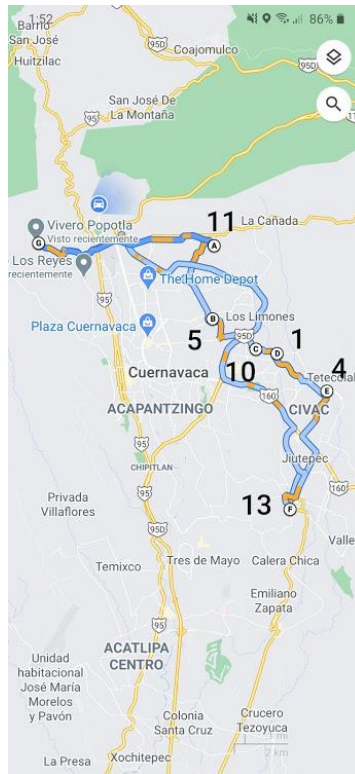 1:52
86%
Barrio
San José
Huitzilac
Coajomulco
95D
San José De
La Montaña
95
11
La Cañada
A
Vivero Popotla
Visto recientemente
G
Los Reyes
recientemente
The Home Depot
B
Los Limones
Plaza Cuernavaca
5
95D
1
C
D
Cuernavaca
10
Tetecala
4
E
160
ACAPANTZINGO
CIVAC
95
Jiutepec
CHIPITLAN
160
Privada
Villaflores
13
F
95
Valle
95D
Tres de Mayo
Calera Chica
Temixco
Emiliano
Zapata
95
ACATLIPA
CENTRO
Unidad
habitacional
José María
Morelos
y Pavón
Colonia
Santa Cruz
Crucero
Tezoyuca
1 mi
2 km
La Presa
Xochitepec